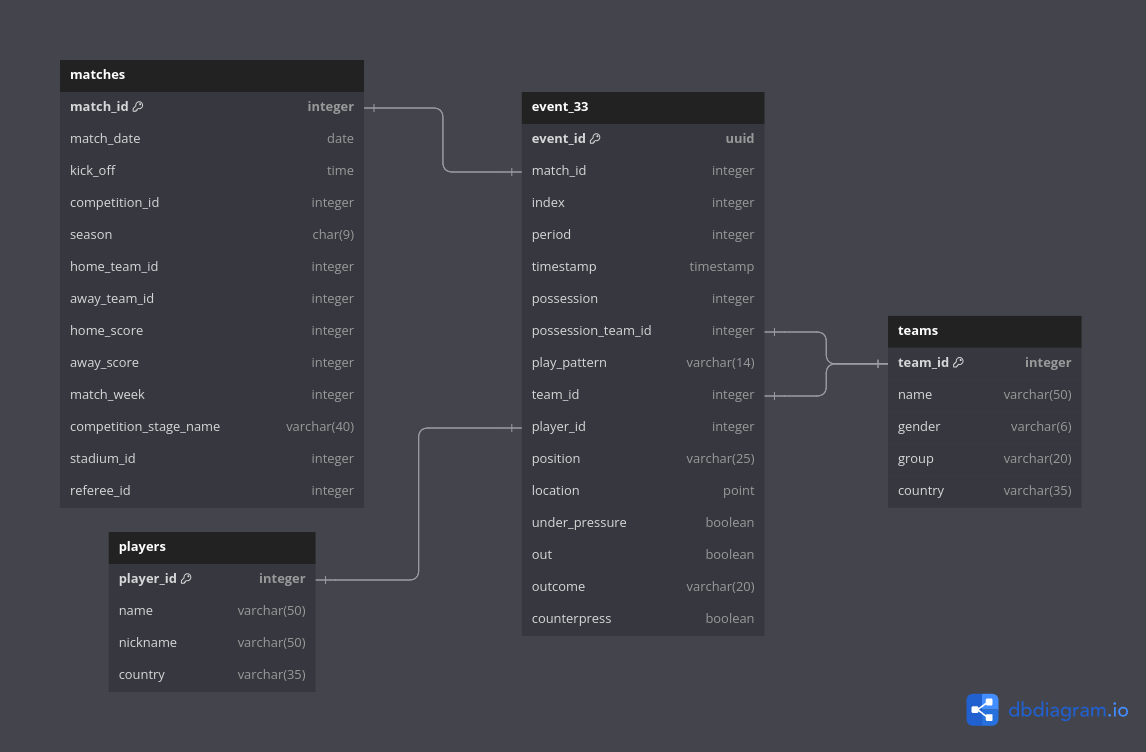 matches
match_id integer
match_date date
kick_off time
competition_id integer
season char(9)
home_team_id integer
away_team_id integer
home_score integer
away_score integer
match_week integer
competition_stage_name varchar(40)
stadium_id integer
referee_id integer
players
player_id integer
name varchar(50)
nickname varchar(50)
country varchar(35)
event_33
event_id uuid
match_id integer
index integer
period integer
timestamp timestamp
possession integer
possession_team_id integer
play_pattern varchar(14)
team_id integer
player_id integer
position varchar(25)
location point
under_pressure boolean
out boolean
outcome varchar(20)
counterpress boolean
teams
team_id integer
name varchar(50)
gender varchar(6)
group varchar(20)
country varchar(35)
dbdiagram.io